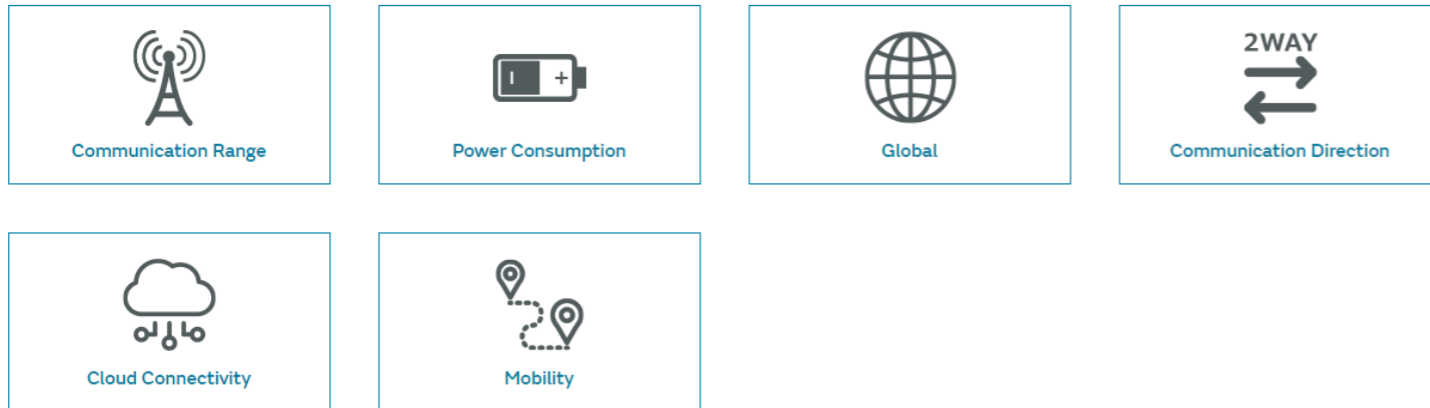 Communication Range
Power Consumption
Global
2WAY
Communication Direction
Cloud Connectivity
Mobility